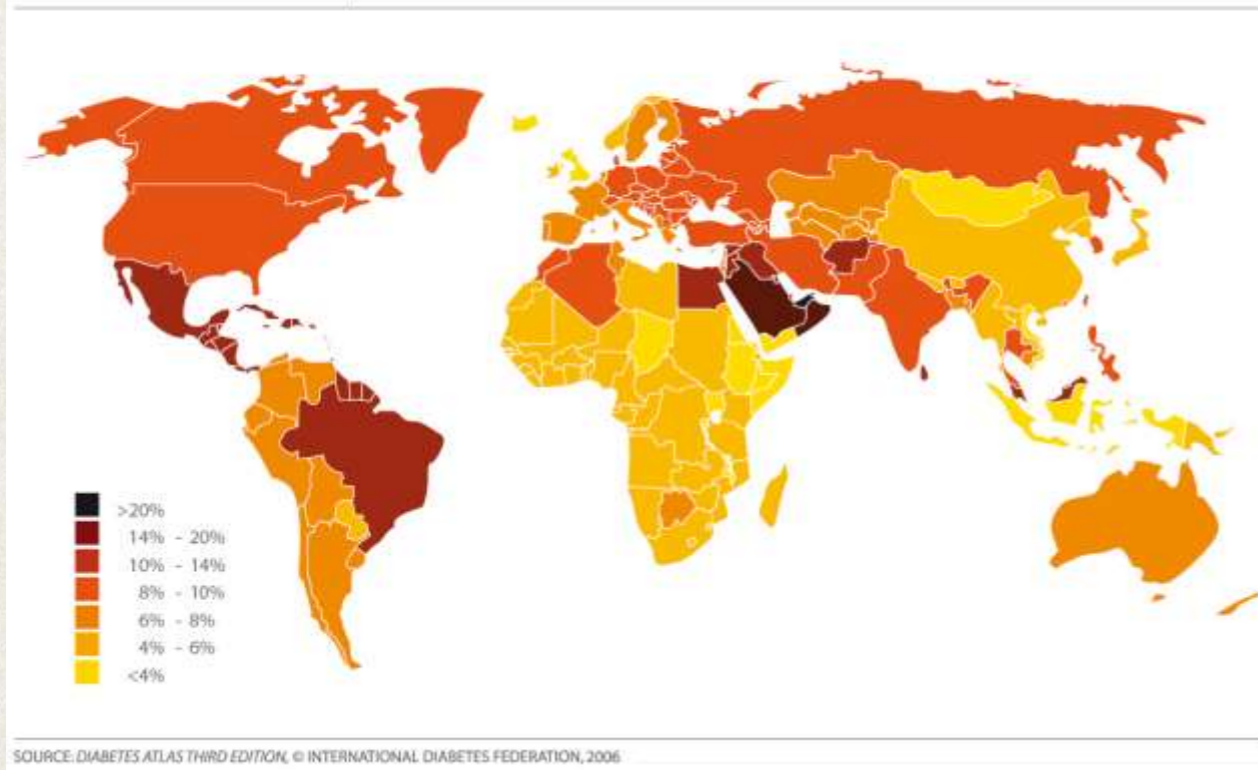 >20%
14% - 20%
10% - 14%
8% - 10%
6% - 8%
4% - 6%
<4%
SOURCE: DIABETES ATLAS THIRD EDITION, © INTERNATIONAL DIABETES FEDERATION, 2006